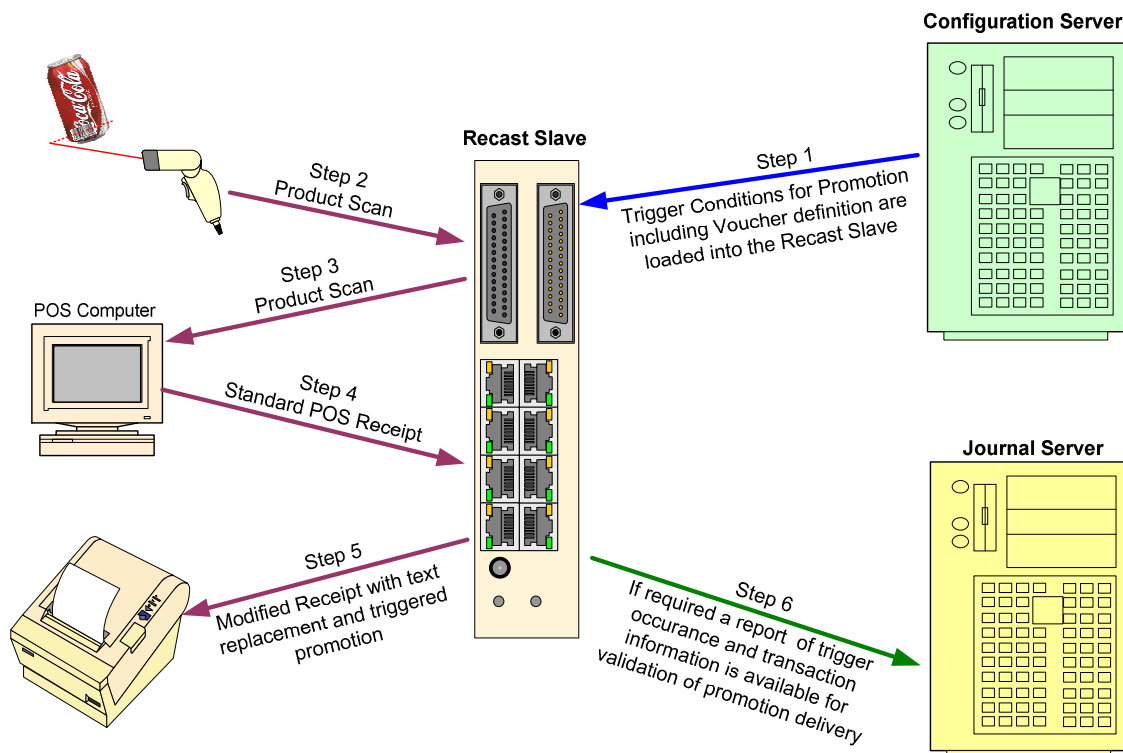 Configuration Server
Coca-Cola
Recast Slave
Step 1
Trigger Conditions for Promotion
including Voucher definition are
loaded into the Recast Slave
Step 2
Product Scan
Step 3
Product Scan
POS Computer
Step 4
Standard POS Receipt
Journal Server
Step 5
Modified Receipt with text
replacement and triggered
promotion
Step 6
If required a report of trigger
occurance and transaction
information is available for
validation of promotion delivery